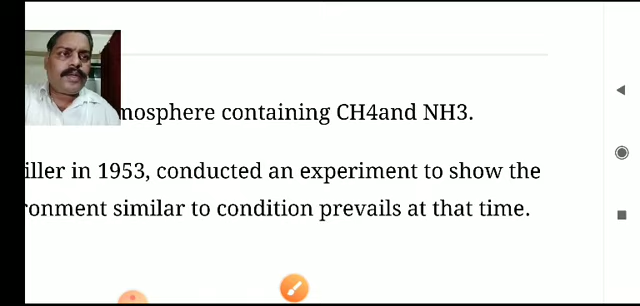 mosphere containing CH4and NH3.
iller in 1953, conducted an experiment to show the
ronment similar to condition prevails at that time.